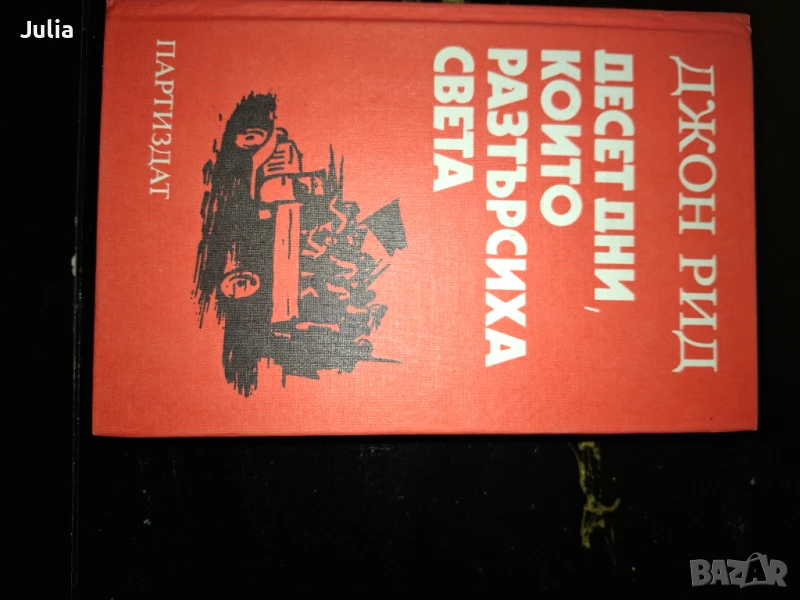 Julia
ДЖОН РИД
ДЕСЕТ ДНИ,
КОИТО
РАЗТЪРСИХА
СВЕТА
ПАРТИЗДАТ
BAZAR